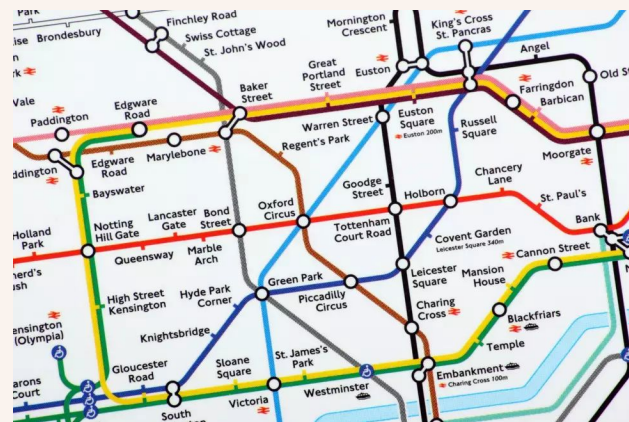 Park
Brondesbury
Finchley Road
Swiss Cottage
St. John's Wood
Mornington
Crescent
King's Cross
St. Pancras
Angel
Euston
Great
Portland
Street
Baker
Street
Edgware
Road
Paddington
Vale
Farringdon
Barbican
Euston
Square
Euston 200m
Warren Street
Russell
Square
Moorgate
Regent's Park
Marylebone
Edgware
Road
Bayswater
Goodge
Street
Holborn
Chancery
Lane
St. Paul's
Bank
Oxford
Circus
Bond
Street
Lancaster
Gate
Notting
Hill Gate
Holland
Park
Queensway
Marble
Arch
Tottenham
Court Road
Covent Garden
Leicester Square 340m
Cannon Street
Mansion
House
Leicester
Square
Green Park
Piccadilly
Circus
Hyde Park
Corner
High Street
Kensington
Knightsbridge
Charing
Cross
Blackfriars
Temple
(Olympia)
Gloucester
Road
Sloane
Square
St. James's
Park
Embankment
Charing Cross 100m
Westminster
Victoria
South